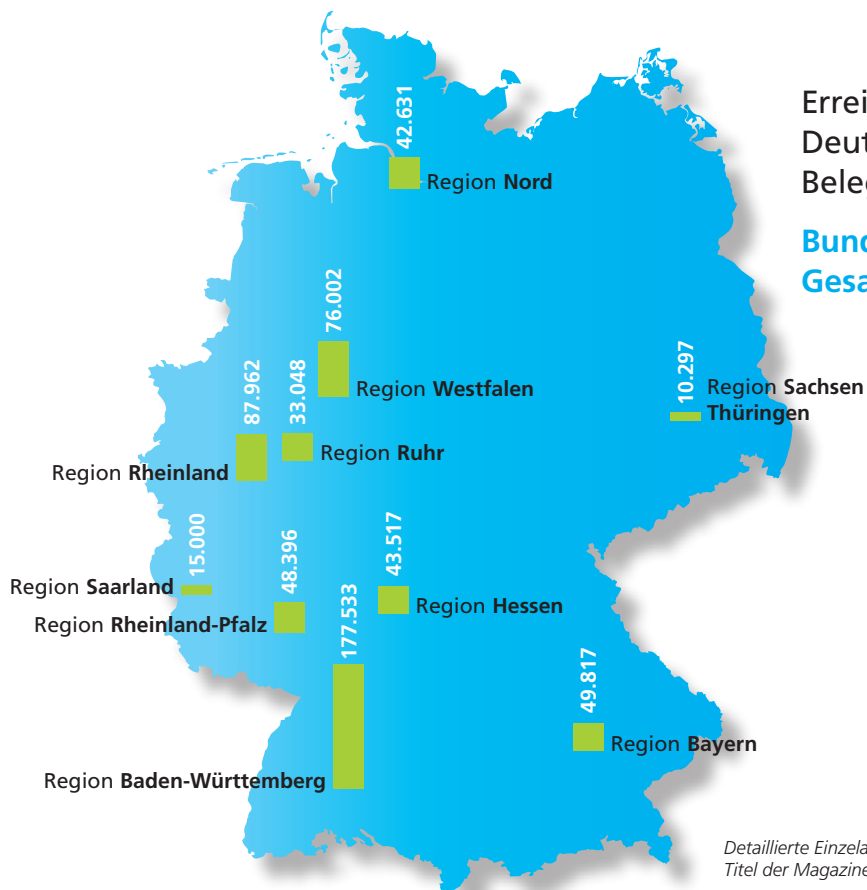 Errei
Deut
Beleg
Bund
Gesa
42.631
Region Nord
76.002
Region Westfalen
87.962
Region Rheinland
33.048
Region Ruhr
10.297
Region Sachsen
Thüringen
15.000
Region Saarland
48.396
Region Rheinland-Pfalz
43.517
Region Hessen
177.533
Region Baden-Württemberg
49.817
Region Bayern
Detaillierte Einzela
Titel der Magazine